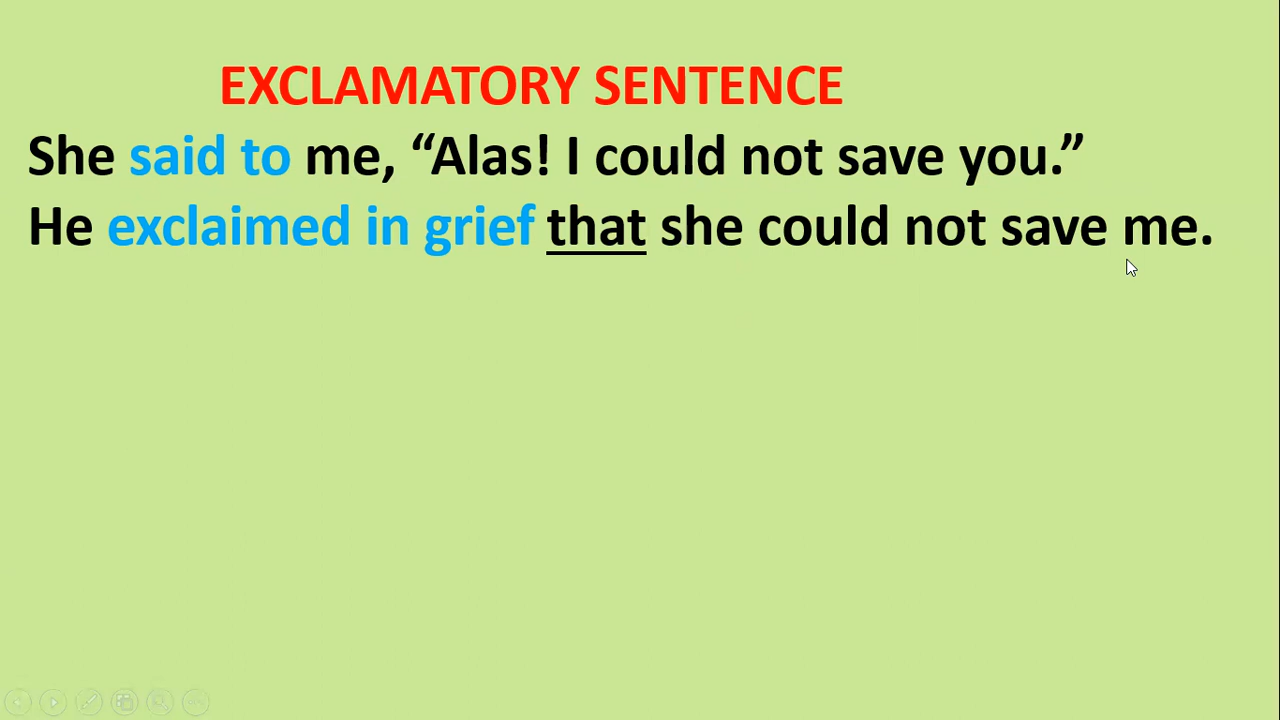 EXCLAMATORY SENTENCE
She said to me, “Alas! I could not save you.”
He exclaimed in grief that she could not save me.